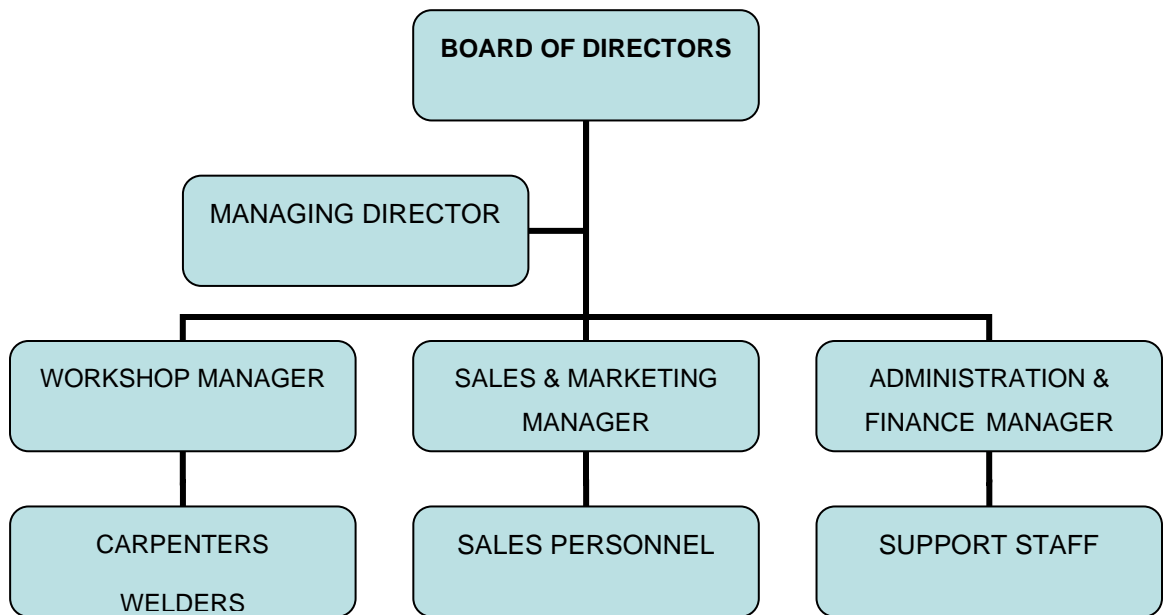 BOARD OF DIRECTORS
MANAGING DIRECTOR
WORKSHOP MANAGER
SALES & MARKETING
MANAGER
ADMINISTRATION &
FINANCE MANAGER
CARPENTERS
WELDERS
SALES PERSONNEL
SUPPORT STAFF